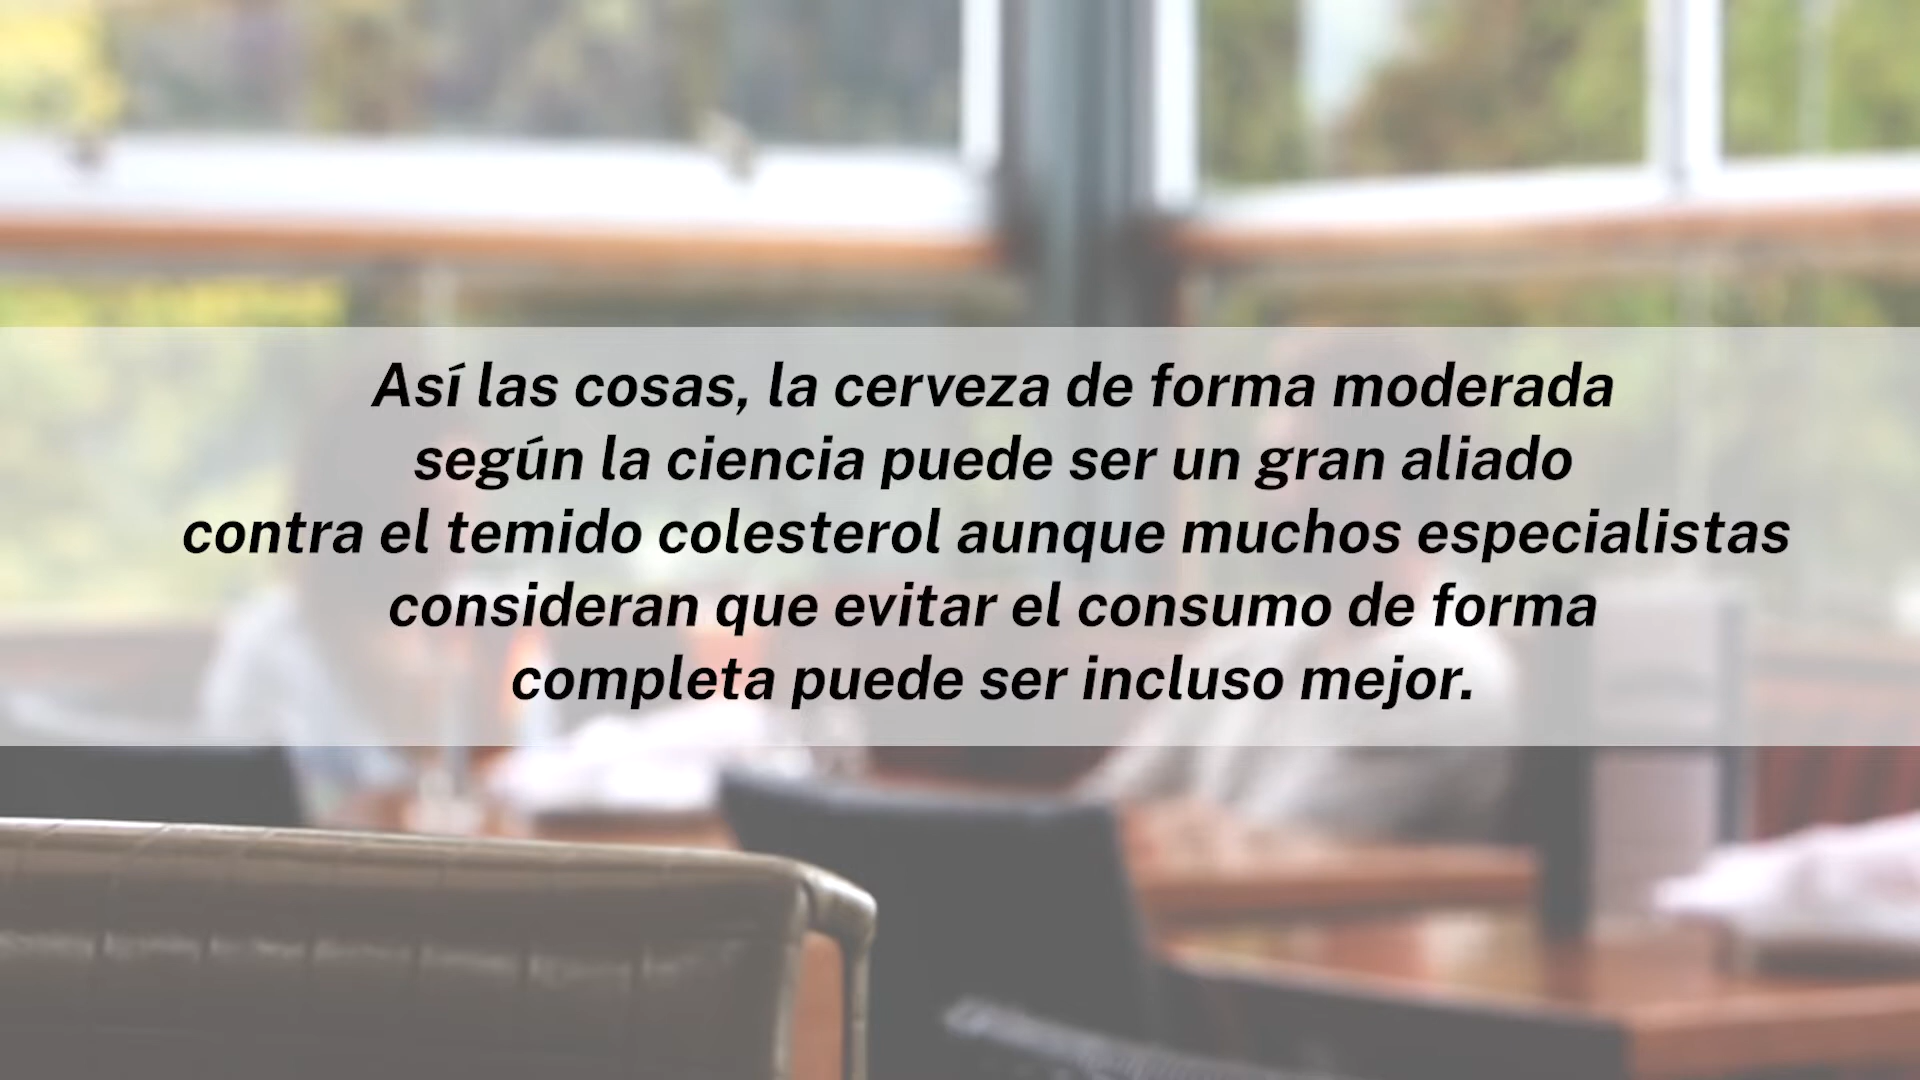 Así las cosas, la cerveza de forma moderada
según la ciencia puede ser un gran aliado
contra el temido colesterol aunque muchos especialistas
consideran que evitar el consumo de forma
completa puede ser incluso mejor.